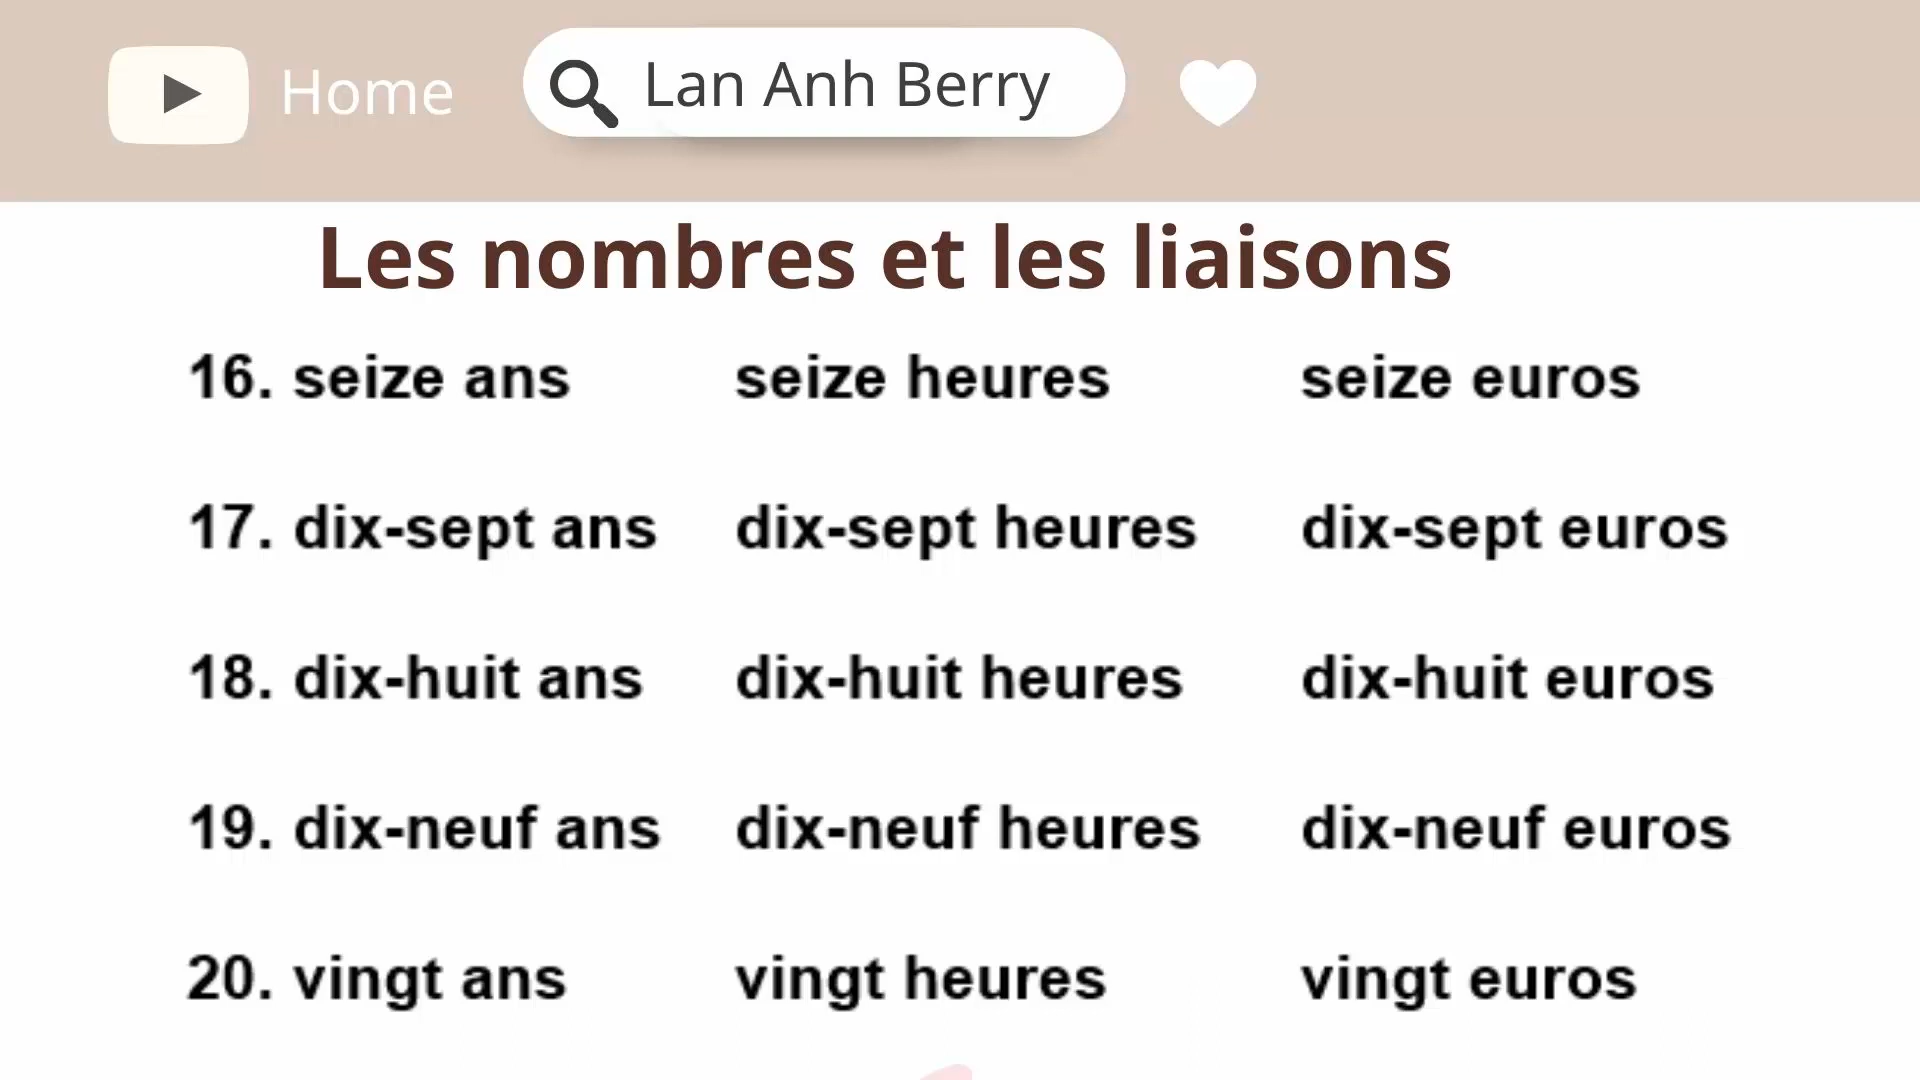 Home
Lan Anh Berry
Les nombres et les liaisons
16. seize ans seize heures seize euros
17. dix-sept ans dix-sept heures dix-sept euros
18. dix-huit ans dix-huit heures dix-huit euros
19. dix-neuf ans dix-neuf heures dix-neuf euros
20. vingt ans vingt heures vingt euros